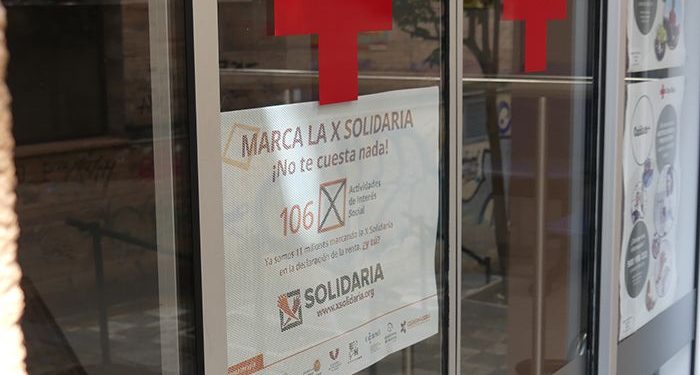 MARCA LA X SOLIDARIA
¡No te cuesta nada!
106
Actividades
de Interés
Social
Ya somos 11 millones marcando la X Solidaria
en la declaración de la renta. ¿y tú?
SOLIDARIA
www.xsolidaria.org